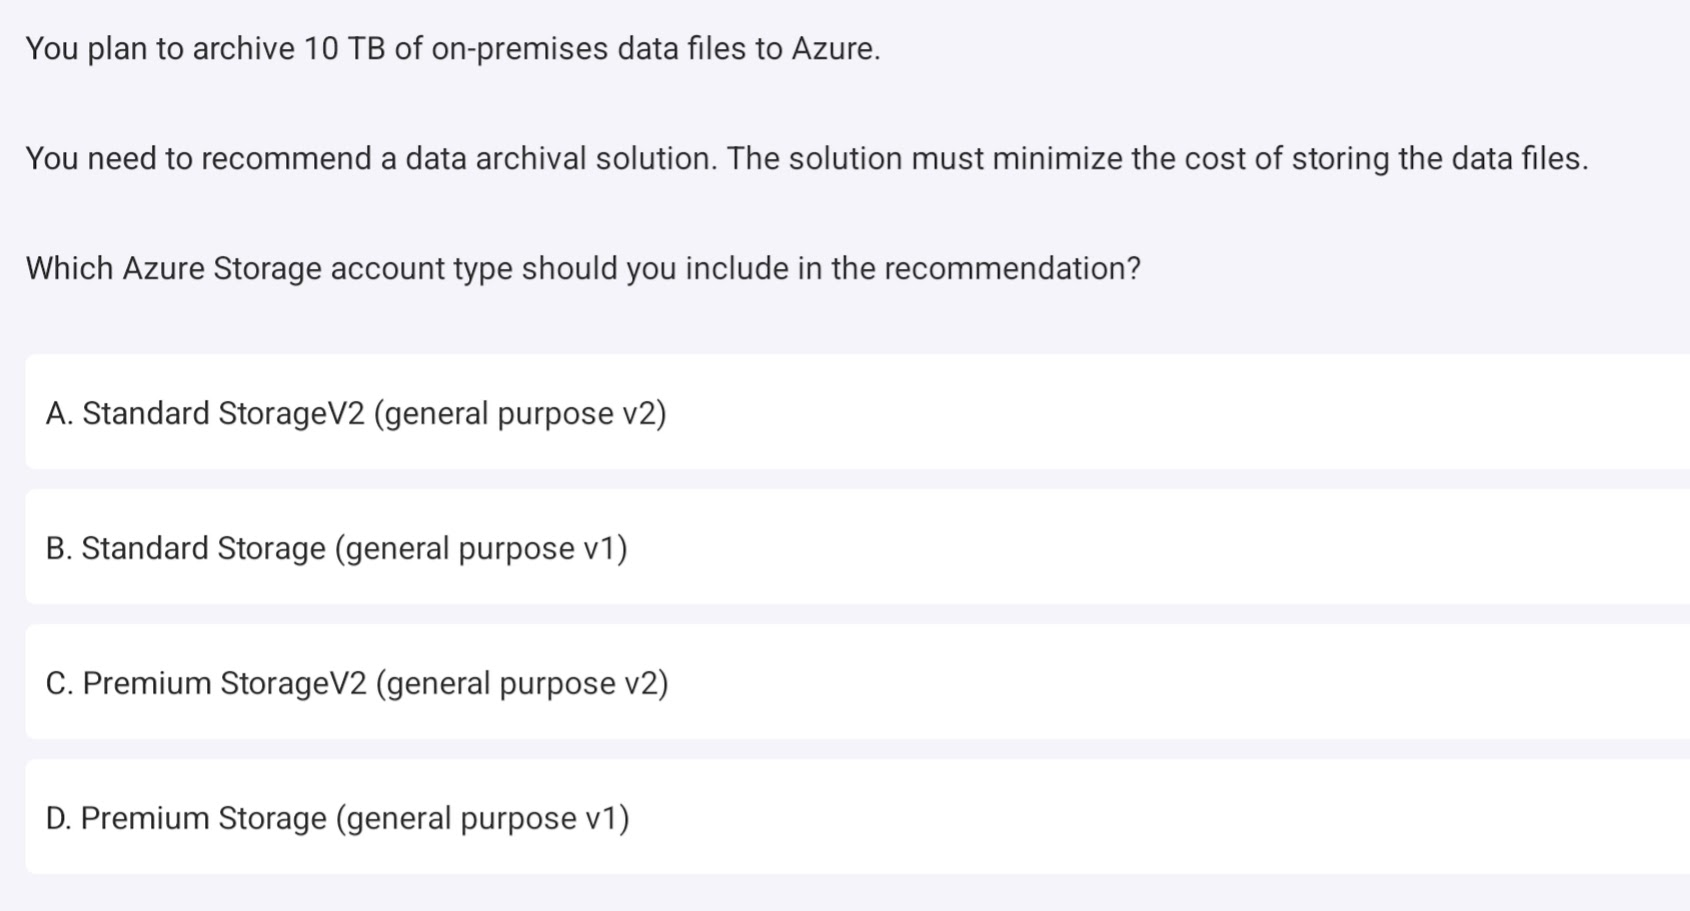 You plan to archive 10 TB of on-premises data files to Azure.
You need to recommend a data archival solution. The solution must minimize the cost of storing the data files.
Which Azure Storage account type should you include in the recommendation?
A. Standard StorageV2 (general purpose v2)
B. Standard Storage (general purpose v1)
C. Premium StorageV2 (general purpose v2)
D. Premium Storage (general purpose v1)